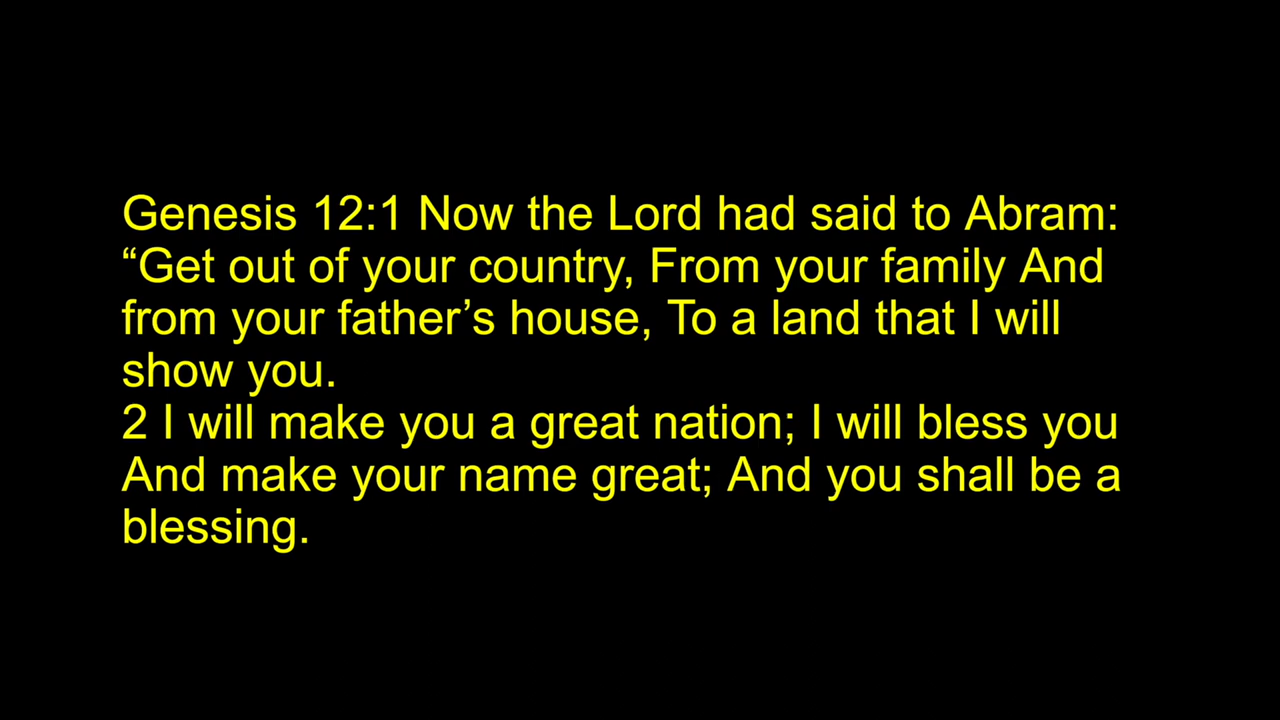 Genesis 12:1 Now the Lord had said to Abram:
“Get out of your country, From your family And
from your father’s house, To a land that I will
show you.
2 I will make you a great nation; I will bless you
And make your name great; And you shall be a
blessing.